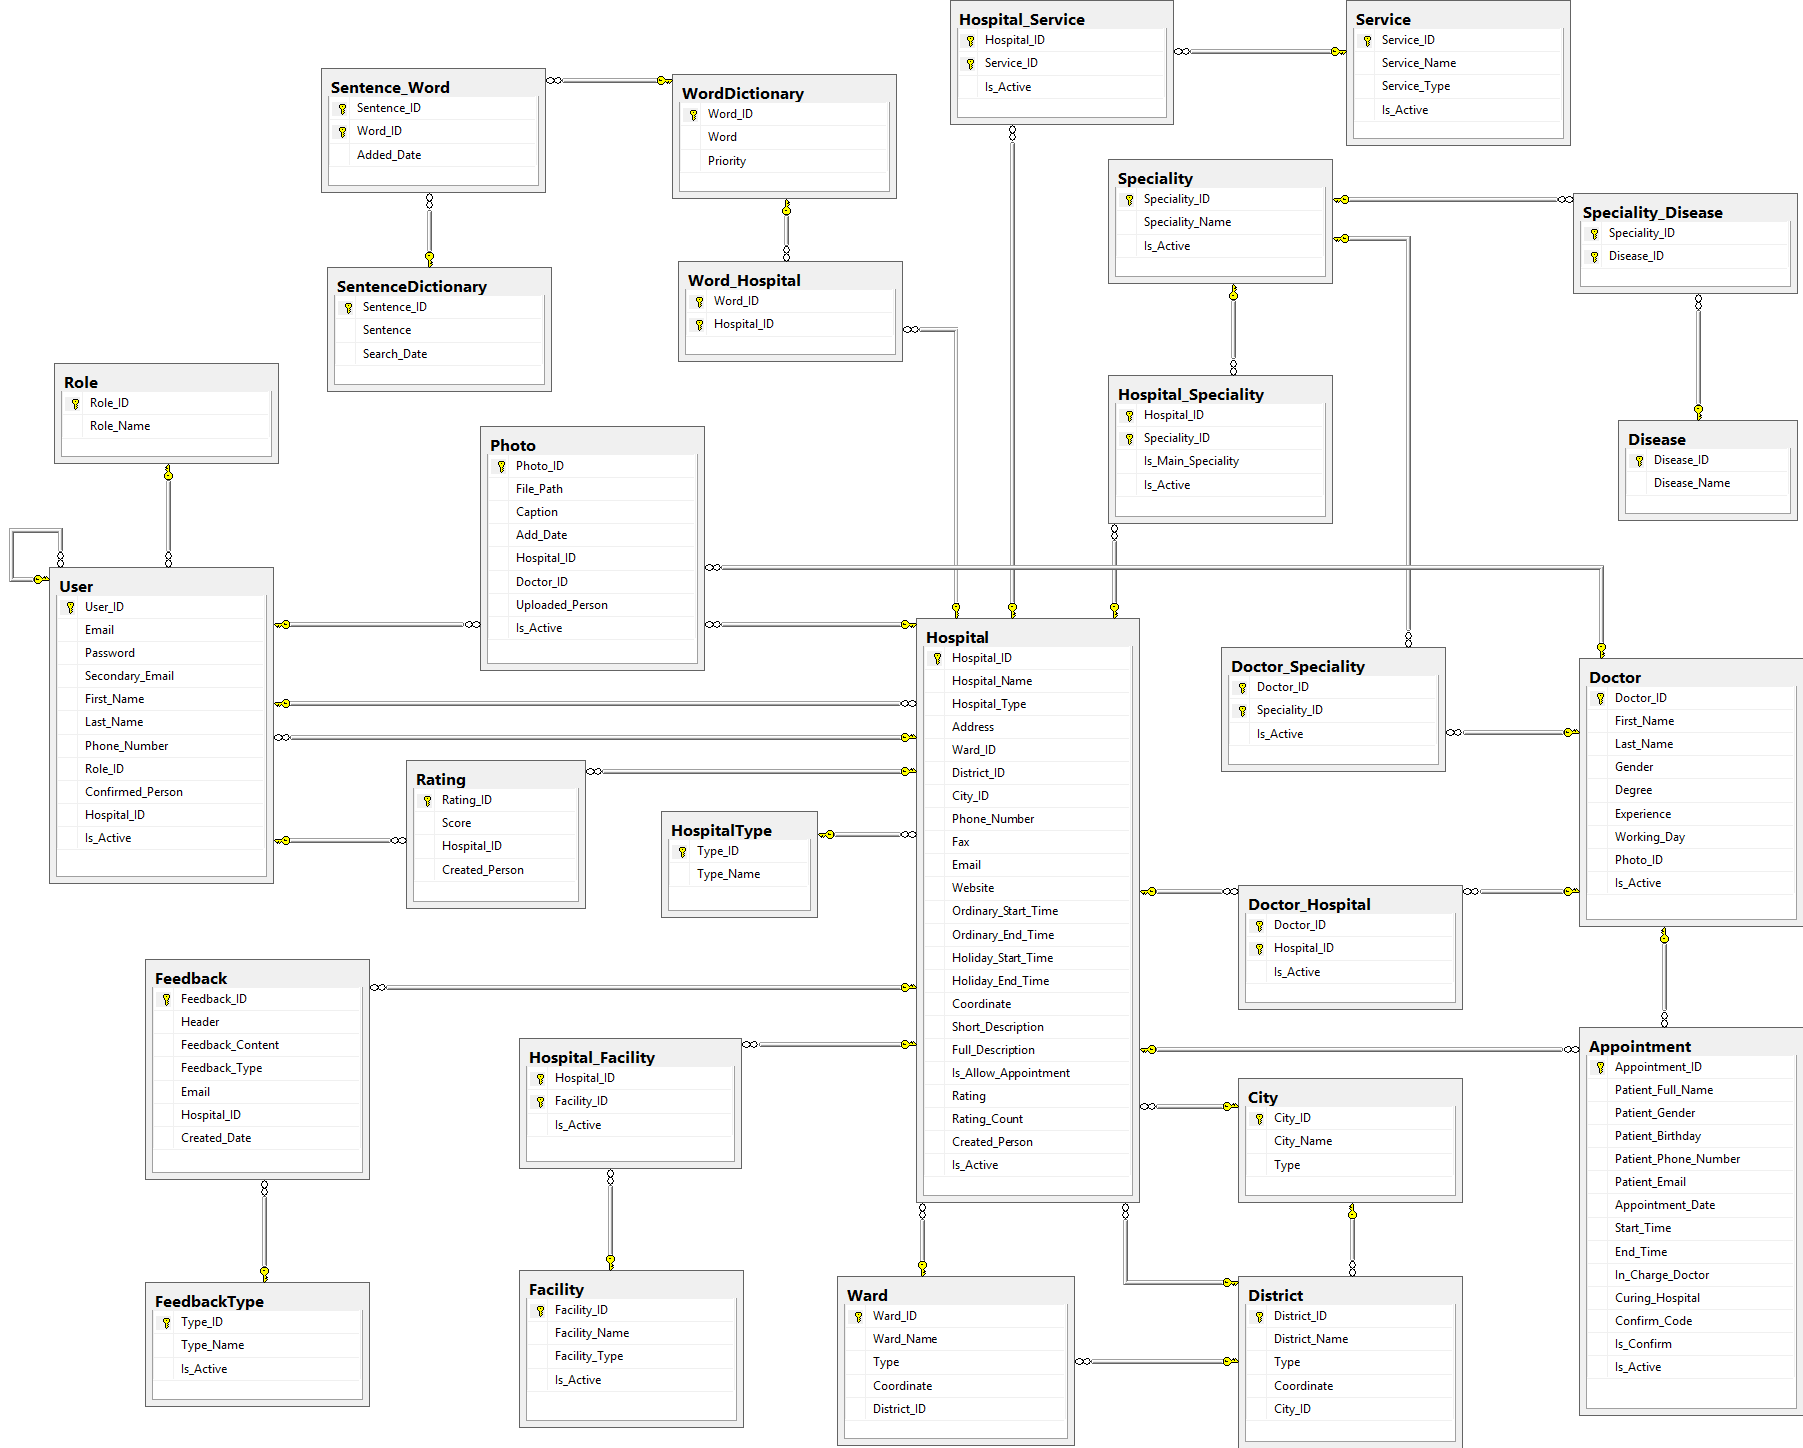 Hospital_Service
Hospital_ID
Service_ID
Is_Active
Service
Service_ID
Service_Name
Service_Type
Is_Active
Sentence_Word
Sentence_ID
Word_ID
Added_Date
WordDictionary
Word_ID
Word
Priority
Speciality
Speciality_ID
Speciality_Name
Is_Active
Speciality_Disease
Speciality_ID
Disease_ID
SentenceDictionary
Sentence_ID
Sentence
Search_Date
Word_Hospital
Word_ID
Hospital_ID
Role
Role_ID
Role_Name
Hospital_Speciality
Hospital_ID
Speciality_ID
Is_Main_Speciality
Is_Active
Disease
Disease_ID
Disease_Name
Photo
Photo_ID
File_Path
Caption
Add_Date
Hospital_ID
Doctor_ID
Uploaded_Person
Is_Active
User
User_ID
Email
Password
Secondary_Email
First_Name
Last_Name
Phone_Number
Role_ID
Confirmed_Person
Hospital_ID
Is_Active
Hospital
Hospital_ID
Hospital_Name
Hospital_Type
Address
Ward_ID
District_ID
City_ID
Phone_Number
Fax
Email
Website
Ordinary_Start_Time
Ordinary_End_Time
Holiday_Start_Time
Holiday_End_Time
Coordinate
Short_Description
Full_Description
Is_Allow_Appointment
Rating
Rating_Count
Created_Person
Is_Active
Doctor_Speciality
Doctor_ID
Speciality_ID
Is_Active
Doctor
Doctor_ID
First_Name
Last_Name
Gender
Degree
Experience
Working_Day
Photo_ID
Is_Active
Rating
Rating_ID
Score
Hospital_ID
Created_Person
HospitalType
Type_ID
Type_Name
Doctor_Hospital
Doctor_ID
Hospital_ID
Is_Active
Feedback
Feedback_ID
Header
Feedback_Content
Feedback_Type
Email
Hospital_ID
Created_Date
Hospital_Facility
Hospital_ID
Facility_ID
Is_Active
Appointment
Appointment_ID
Patient_Full_Name
Patient_Gender
Patient_Birthday
Patient_Phone_Number
Patient_Email
Appointment_Date
Start_Time
End_Time
In_Charge_Doctor
Curing_Hospital
Confirm_Code
Is_Confirm
Is_Active
City
City_ID
City_Name
Type
FeedbackType
Type_ID
Type_Name
Is_Active
Facility
Facility_ID
Facility_Name
Facility_Type
Is_Active
Ward
Ward_ID
Ward_Name
Type
Coordinate
District_ID
District
District_ID
District_Name
Type
Coordinate
City_ID